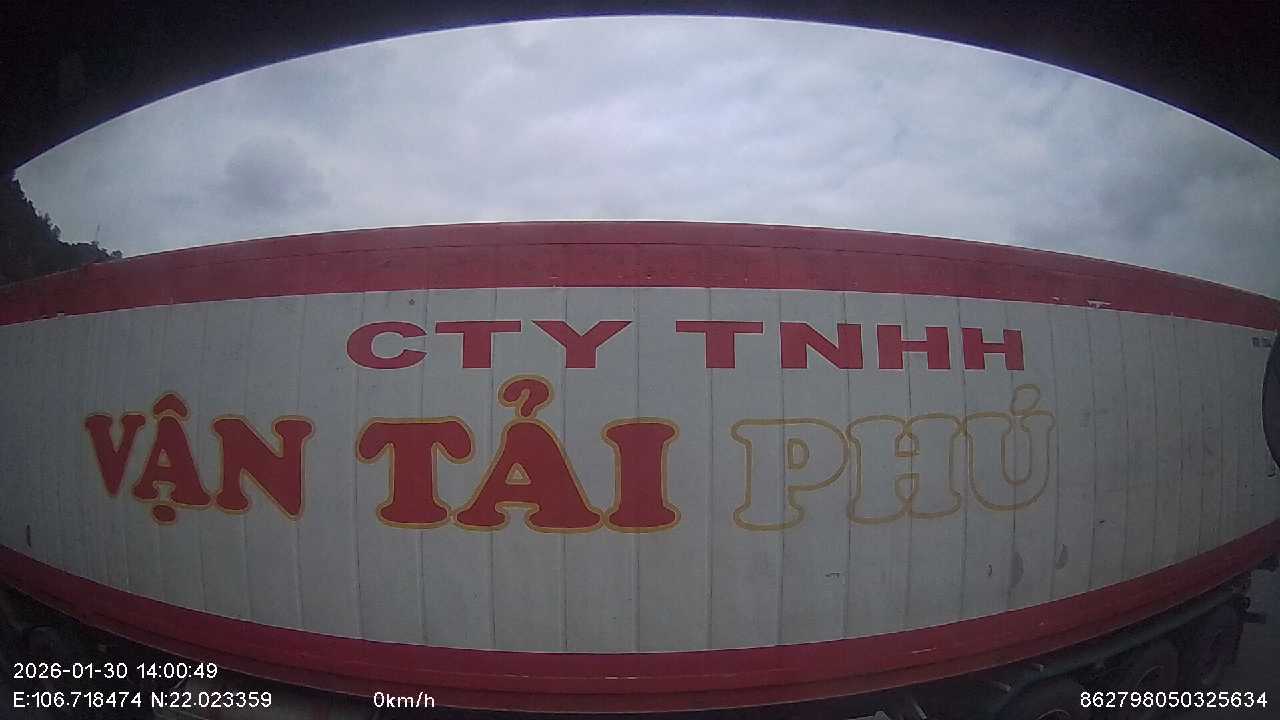 CTY TNHH
VẬN TẢI PHÚ
2026-01-30 14:00:49
E:106.718474 N:22.023359 0km/h 862798050325634